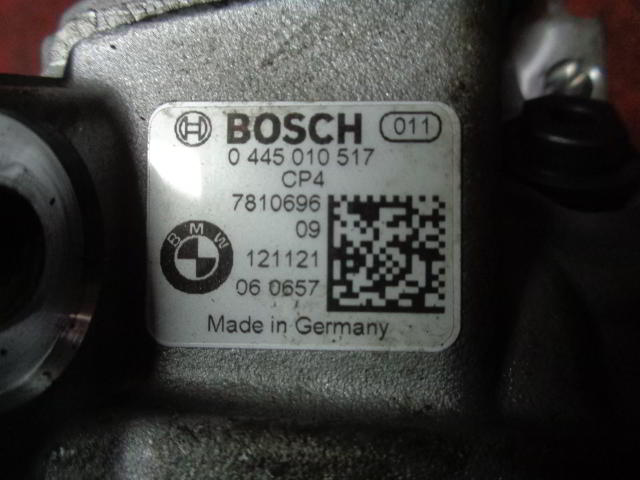 BOSCH 011
0 445 010 517
CP4
7810696
09
BMW
121121
06 0657
Made in Germany